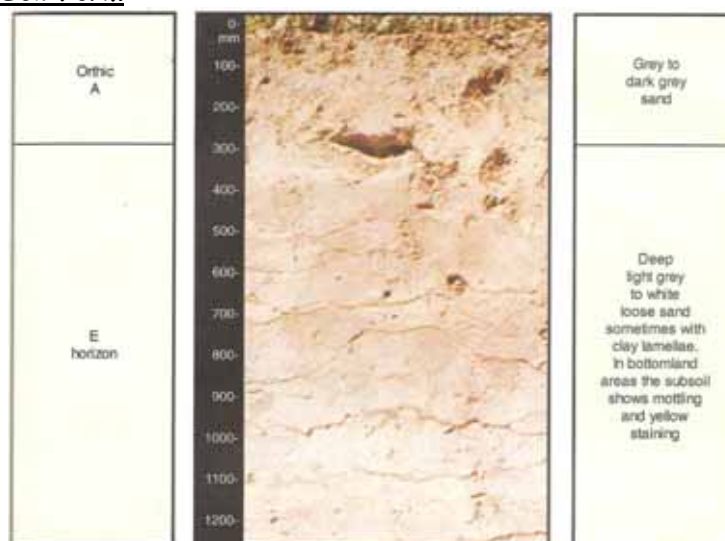 Orthic
A
E
horizon
0-
mm
100-
200-
300-
400-
500-
600-
700-
800-
900-
1000-
1100-
1200-
Grey to
dark grey
sand
Deep
light grey
to white
loose sand
sometimes with
clay lamellae.
In bottomland
areas the subsoil
shows mottling
and yellow
staining